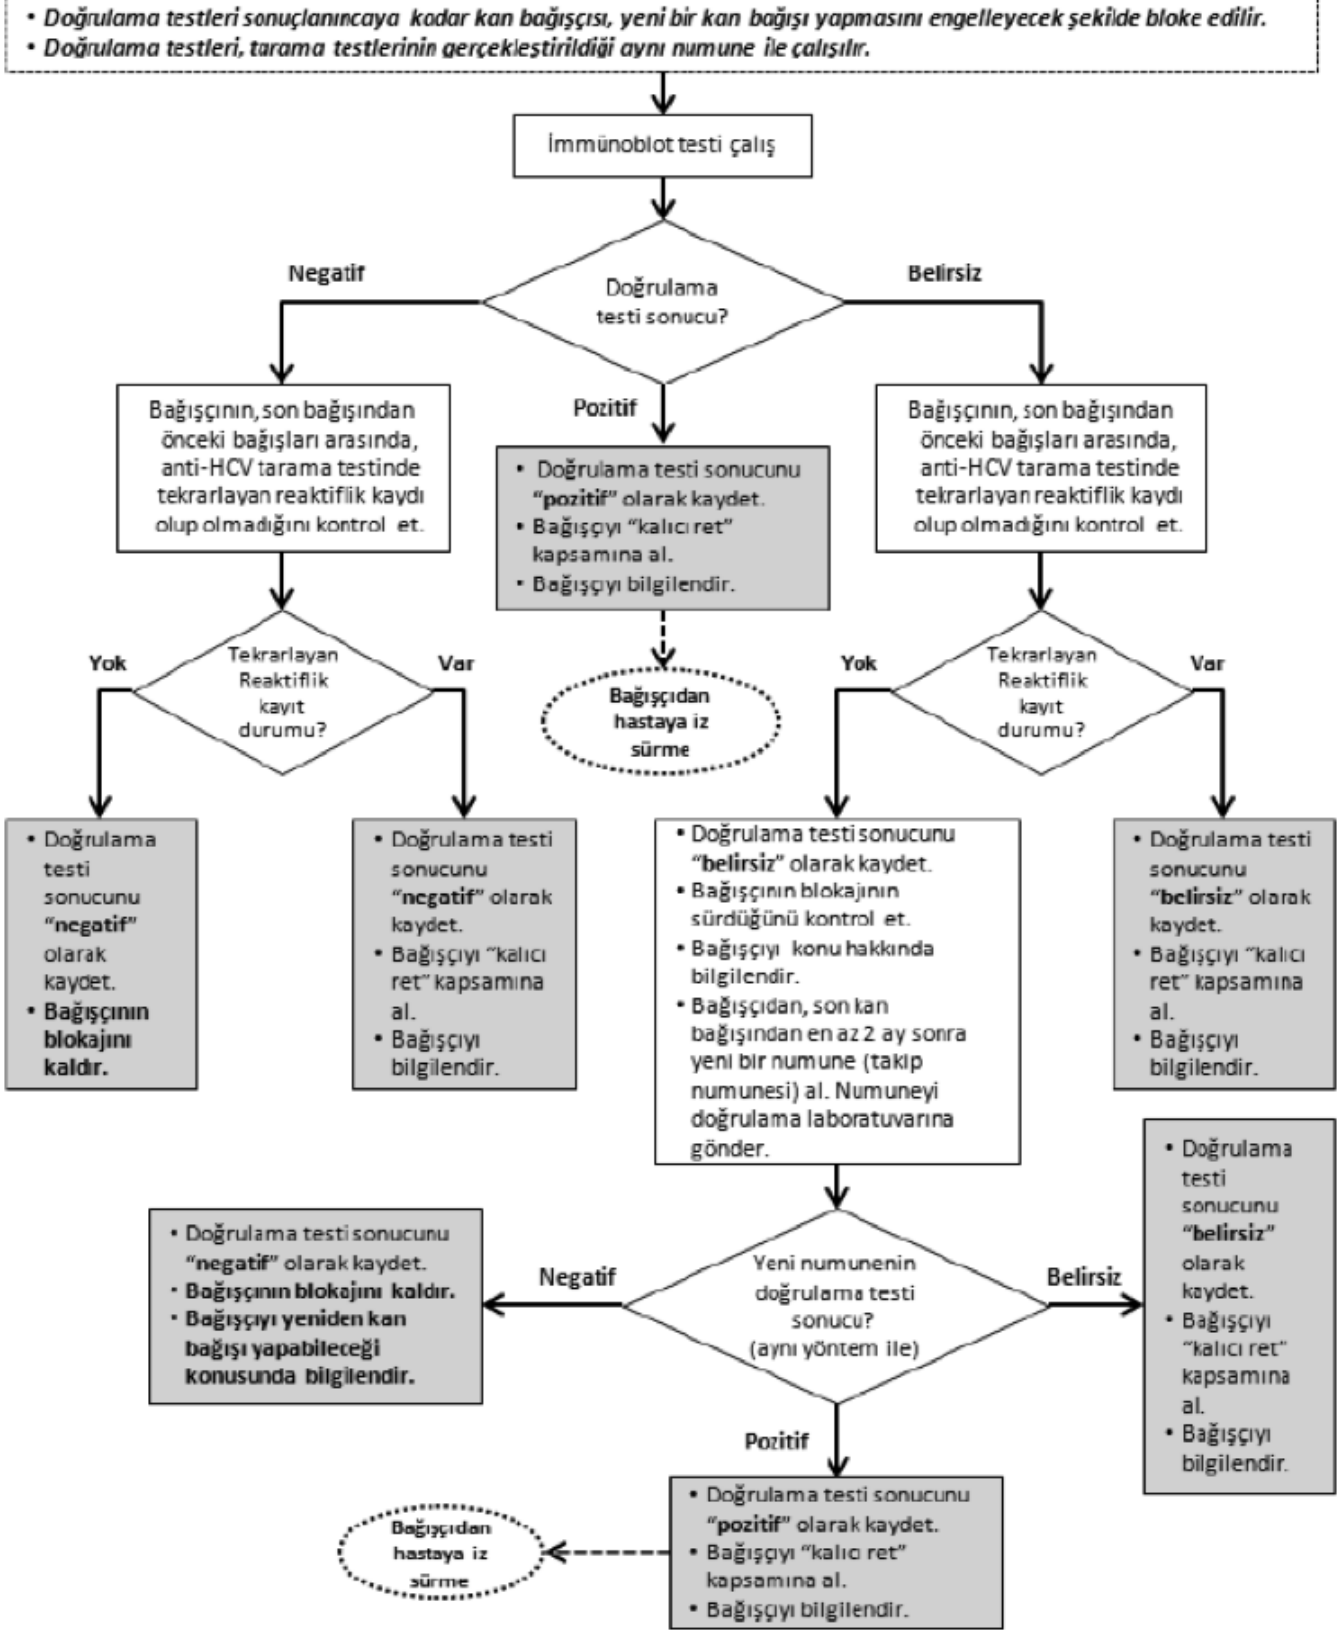 • Doğrulama testleri sonuçlanıncaya kadar kan bağışçısı, yeni bir kan bağışı yapmasını engelleyecek şekilde bloke edilir.
• Doğrulama testleri, tarama testlerinin gerçekleştirildiği aynı numune ile çalışılır.
İmmünoblot testi çalış
Doğrulama
testi sonucu?
Negatif
Belirsiz
Pozitif
Bağışçının, son bağışından
önceki bağışları arasında,
anti-HCV tarama testinde
tekrarlayan reaktiflik kaydı
olup olmadığını kontrol et.
• Doğrulama testi sonucunu
“pozitif” olarak kaydet.
• Bağışçıyı “kalıcı ret”
kapsamına al.
• Bağışçıyı bilgilendir.
Bağışçının, son bağışından
önceki bağışları arasında,
anti-HCV tarama testinde
tekrarlayan reaktiflik kaydı
olup olmadığını kontrol et.
Yok
Tekrarlayan
Reaktiflik
kayıt
durumu?
Var
Bağışçıdan
hastaya iz
sürme
Yok
Tekrarlayan
Reaktiflik
kayıt
durumu?
Var
• Doğrulama
testi
sonucunu
“negatif”
olarak
kaydet.
• Bağışçının
blokajını
kaldır.
• Doğrulama testi
sonucunu
“negatif” olarak
kaydet.
• Bağışçıyı “kalıcı
ret” kapsamına
al.
• Bağışçıyı
bilgilendir.
• Doğrulama testi sonucunu
“belirsiz” olarak kaydet.
• Bağışçının blokajının
sürdüğünü kontrol et.
• Bağışçıyı konu hakkında
bilgilendir.
• Bağışçıdan, son kan
bağışından en az 2 ay sonra
yeni bir numune (takip
numunesi) al. Numuneyi
doğrulama laboratuvarına
gönder.
• Doğrulama testi
sonucunu
“belirsiz” olarak
kaydet.
• Bağışçıyı “kalıcı
ret” kapsamına
al.
• Bağışçıyı
bilgilendir.
• Doğrulama testi sonucunu
“negatif” olarak kaydet.
• Bağışçının blokajını kaldır.
• Bağışçıyı yeniden kan
bağışı yapabileceği
konusunda bilgilendir.
Negatif
Yeni numunenin
doğrulama testi
sonucu?
(aynı yöntem ile)
Belirsiz
• Doğrulama
testi
sonucunu
“belirsiz”
olarak
kaydet.
• Bağışçıyı
“kalıcı ret”
kapsamına
al.
• Bağışçıyı
bilgilendir.
Pozitif
Bağışçıdan
hastaya iz
sürme
• Doğrulama testi sonucunu
“pozitif” olarak kaydet.
• Bağışçıyı “kalıcı ret”
kapsamına al.
• Bağışçıyı bilgilendir.